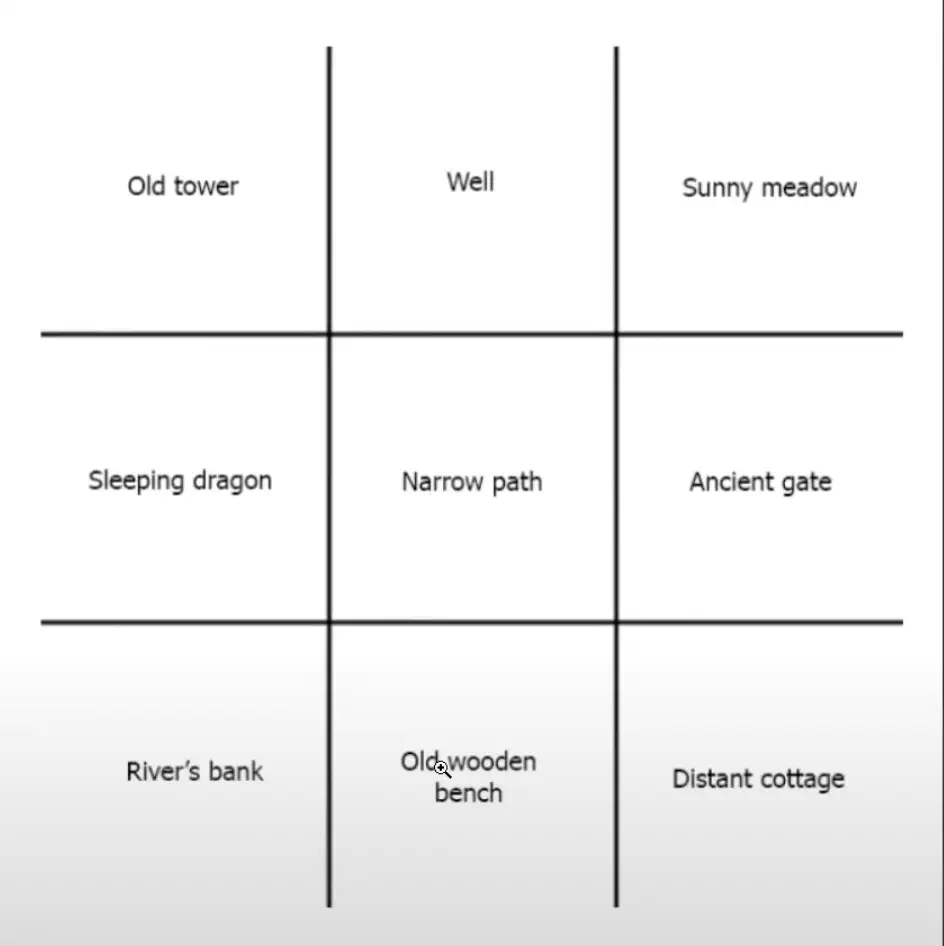 Old tower
Well
Sunny meadow
Sleeping dragon
Narrow path
Ancient gate
River’s bank
Old wooden
bench
Distant cottage